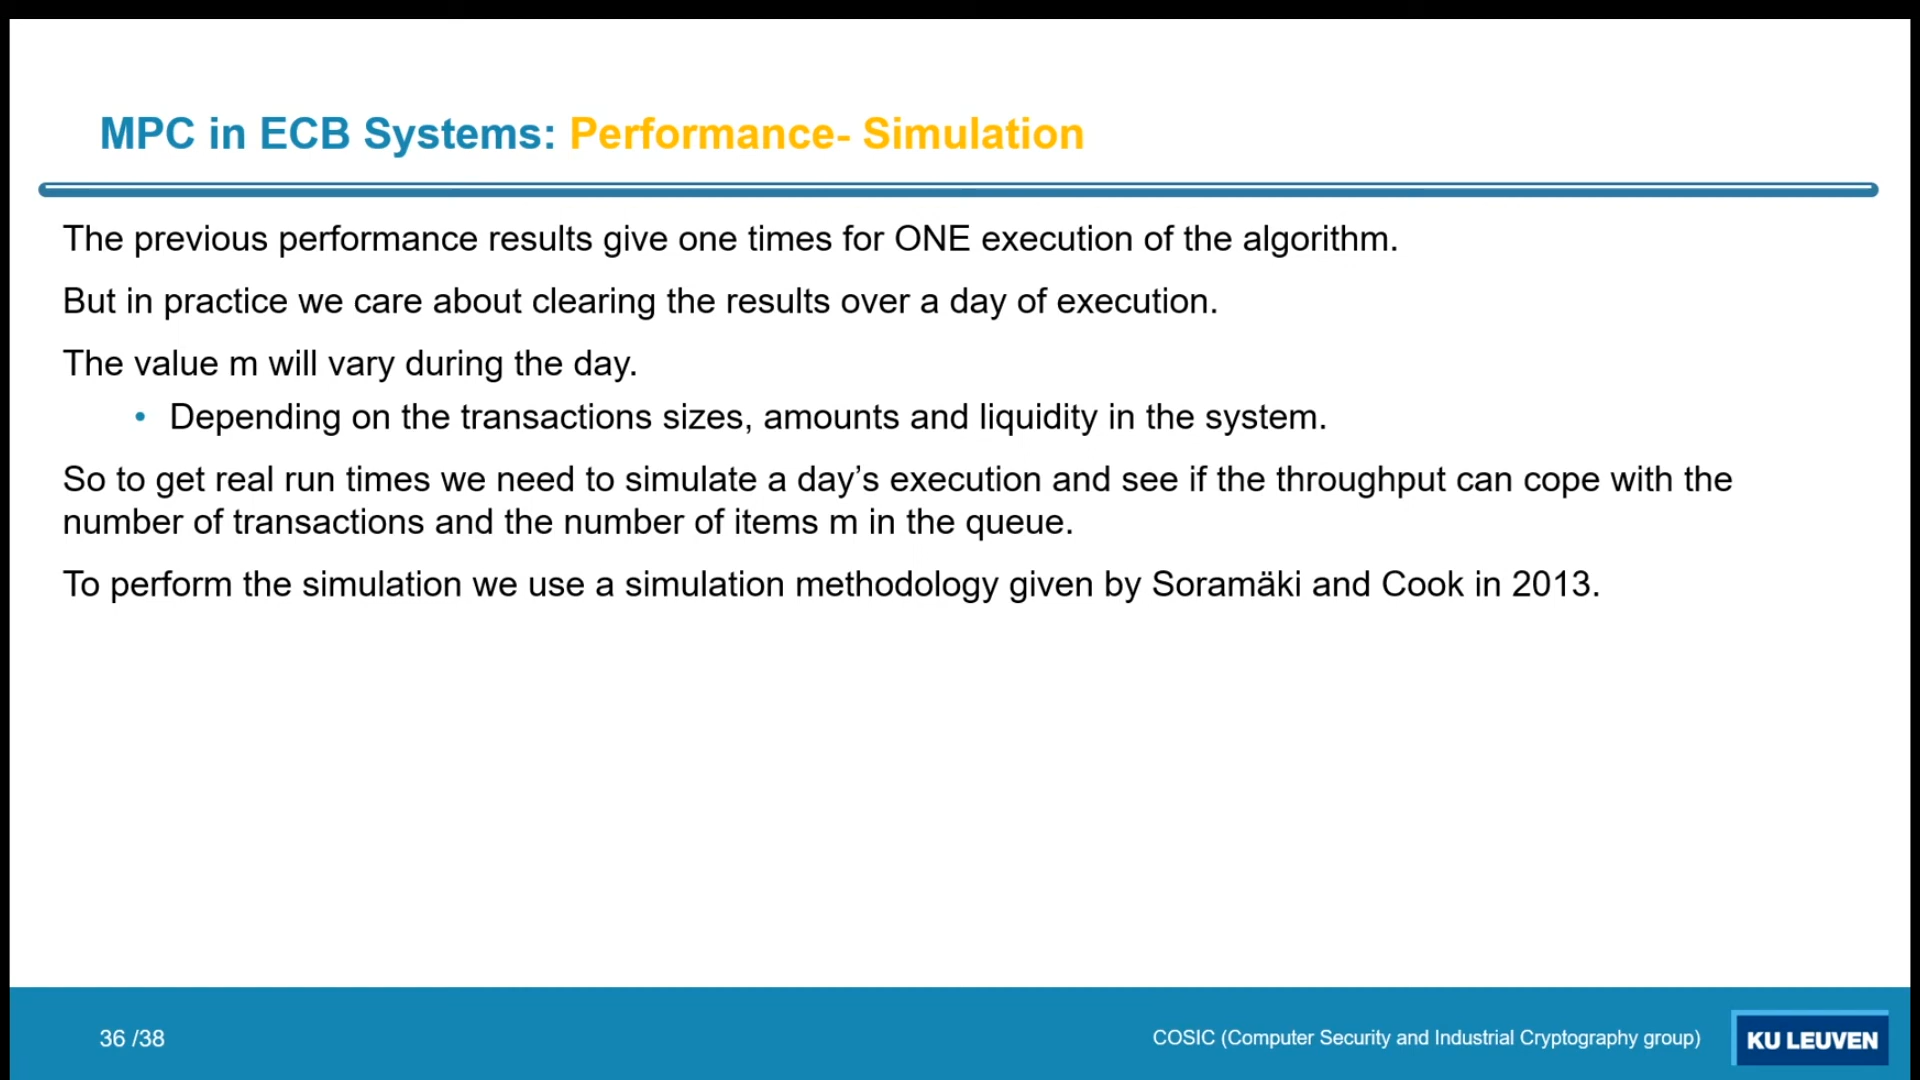 MPC in ECB Systems: Performance- Simulation
The previous performance results give one times for ONE execution of the algorithm.
But in practice we care about clearing the results over a day of execution.
The value m will vary during the day.
• Depending on the transactions sizes, amounts and liquidity in the system.
So to get real run times we need to simulate a day’s execution and see if the throughput can cope with the
number of transactions and the number of items m in the queue.
To perform the simulation we use a simulation methodology given by Soramäki and Cook in 2013.
36 /38
COSIC (Computer Security and Industrial Cryptography group)
KU LEUVEN